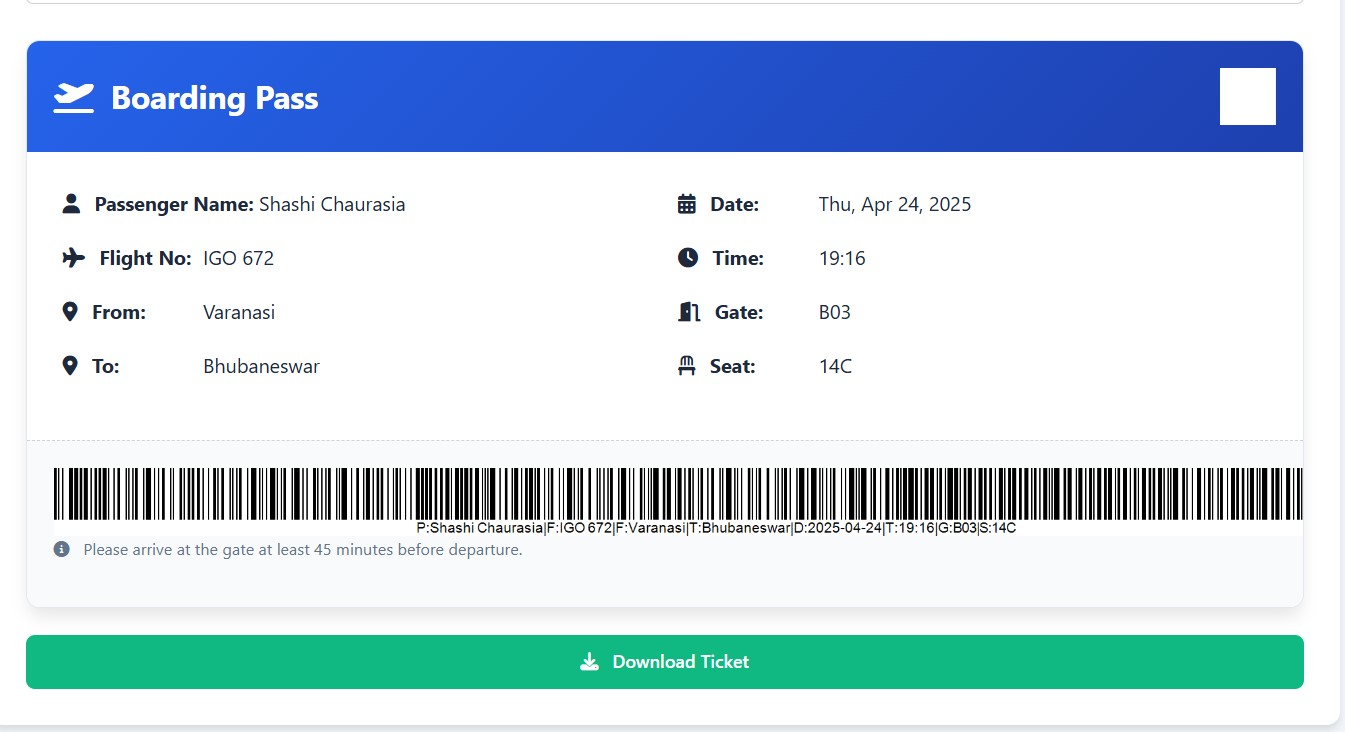 Boarding Pass
Passenger Name: Shashi Chaurasia
Date: Thu, Apr 24, 2025
Flight No: IGO 672
Time: 19:16
From: Varanasi
Gate: B03
To: Bhubaneswar
Seat: 14C
P:Shashi Chaurasia|F:IGO 672|F:Varanasi|T:Bhubaneswar|D:2025-04-24|T:19:16|G:B03|S:14C
Please arrive at the gate at least 45 minutes before departure.
Download Ticket